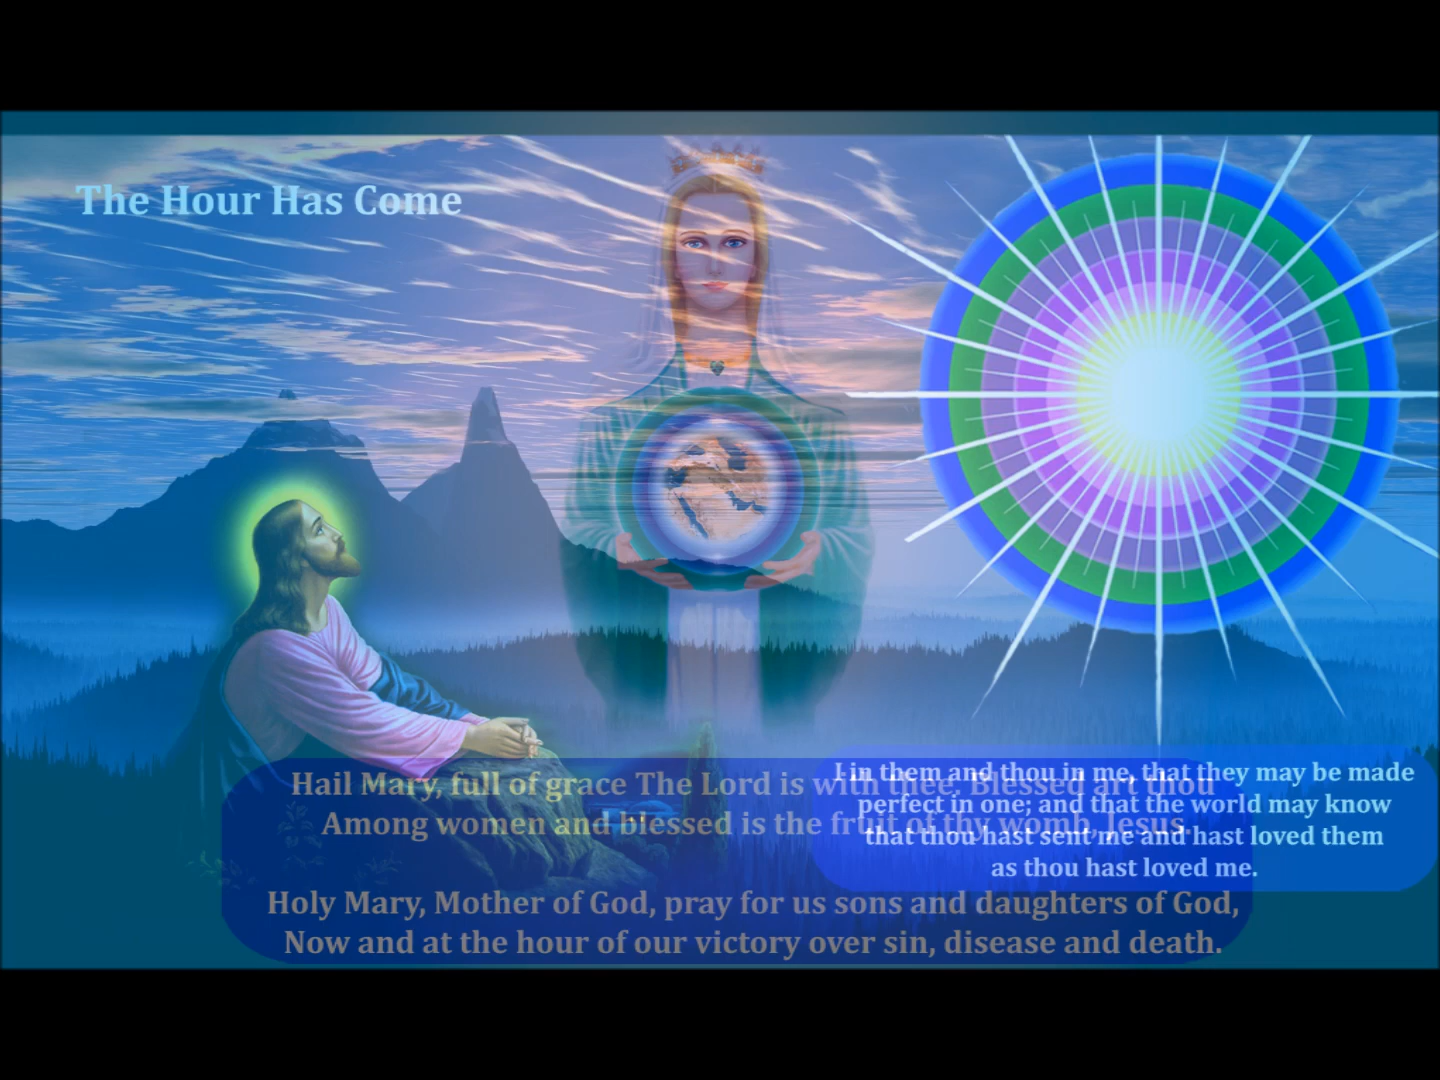 The Hour Has Come
Hail Mary, full of grace The Lord is with thee. Blessed art thou
Among women and blessed is the fruit of thy womb, Jesus.
Holy Mary, Mother of God, pray for us sons and daughters of God,
Now and at the hour of our victory over sin, disease and death.
I in them and thou in me, that they may be made
perfect in one; and that the world may know
that thou hast sent me and hast loved them
as thou hast loved me.